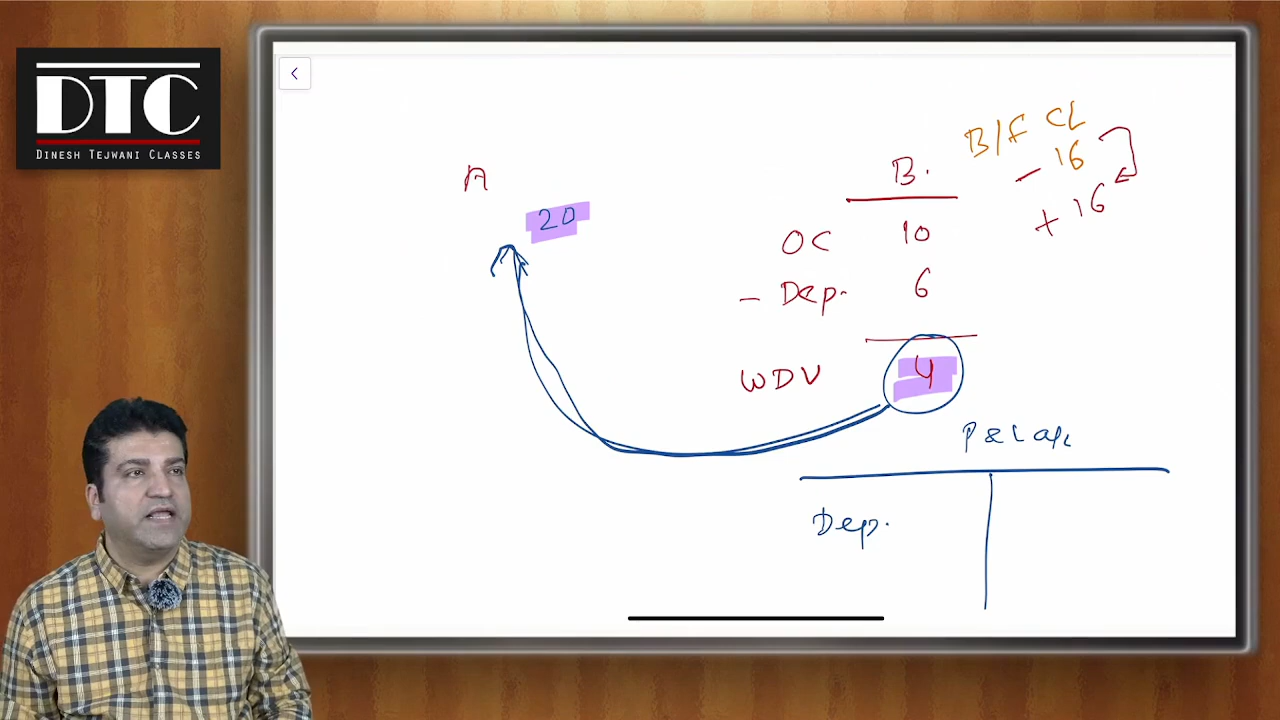 DTC
DINESH TEJWANI CLASSES
A
20
B.
OC 10
- Dep. 6
WDV 4
B/F CL
- 16
+ 16
P & L a/c
Dep.